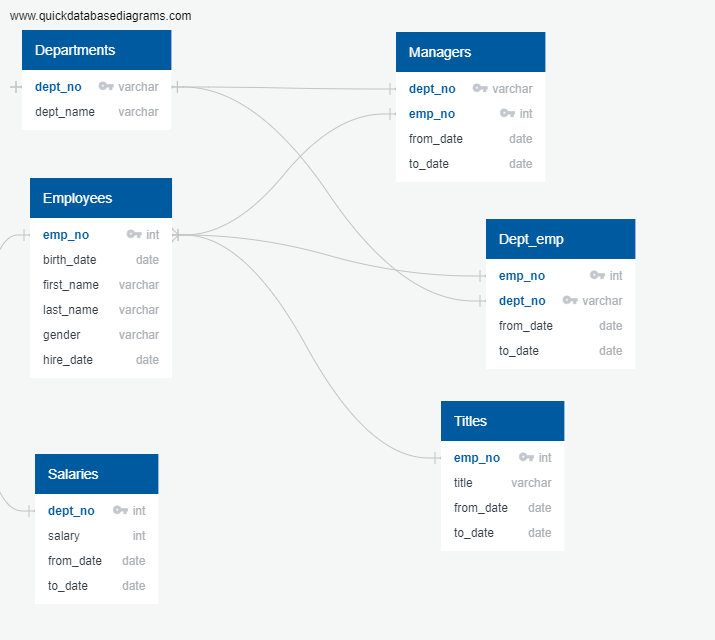 www.quickdatabasediagrams.com
Departments
dept_no varchar
dept_name varchar
Managers
dept_no varchar
emp_no int
from_date date
to_date date
Employees
emp_no int
birth_date date
first_name varchar
last_name varchar
gender varchar
hire_date date
Dept_emp
emp_no int
dept_no varchar
from_date date
to_date date
Titles
emp_no int
title varchar
from_date date
to_date date
Salaries
dept_no int
salary int
from_date date
to_date date